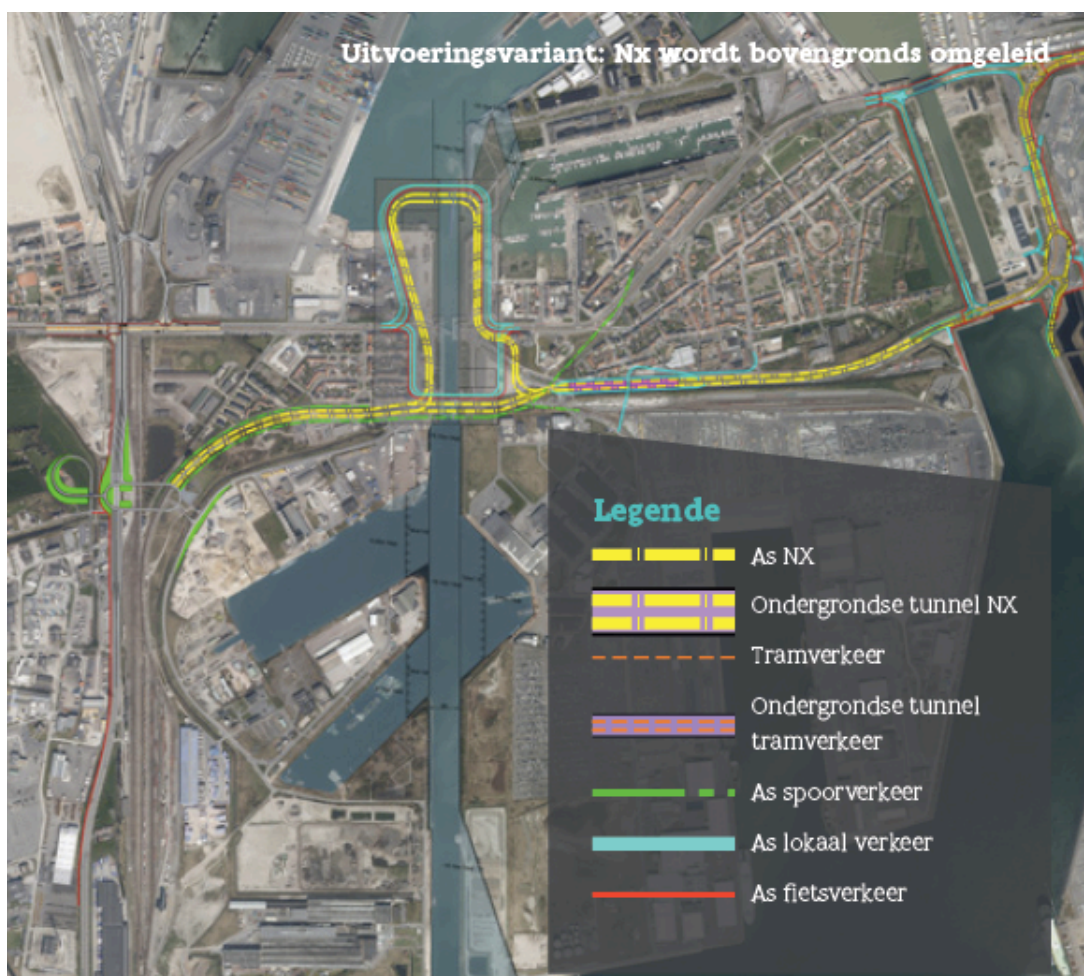 Uitvoeringsvariant: Nx wordt bovengronds omgeleid
Legende
As NX
Ondergrondse tunnel NX
Tramverkeer
Ondergrondse tunnel
tramverkeer
As spoorverkeer
As lokaal verkeer
As fietsverkeer